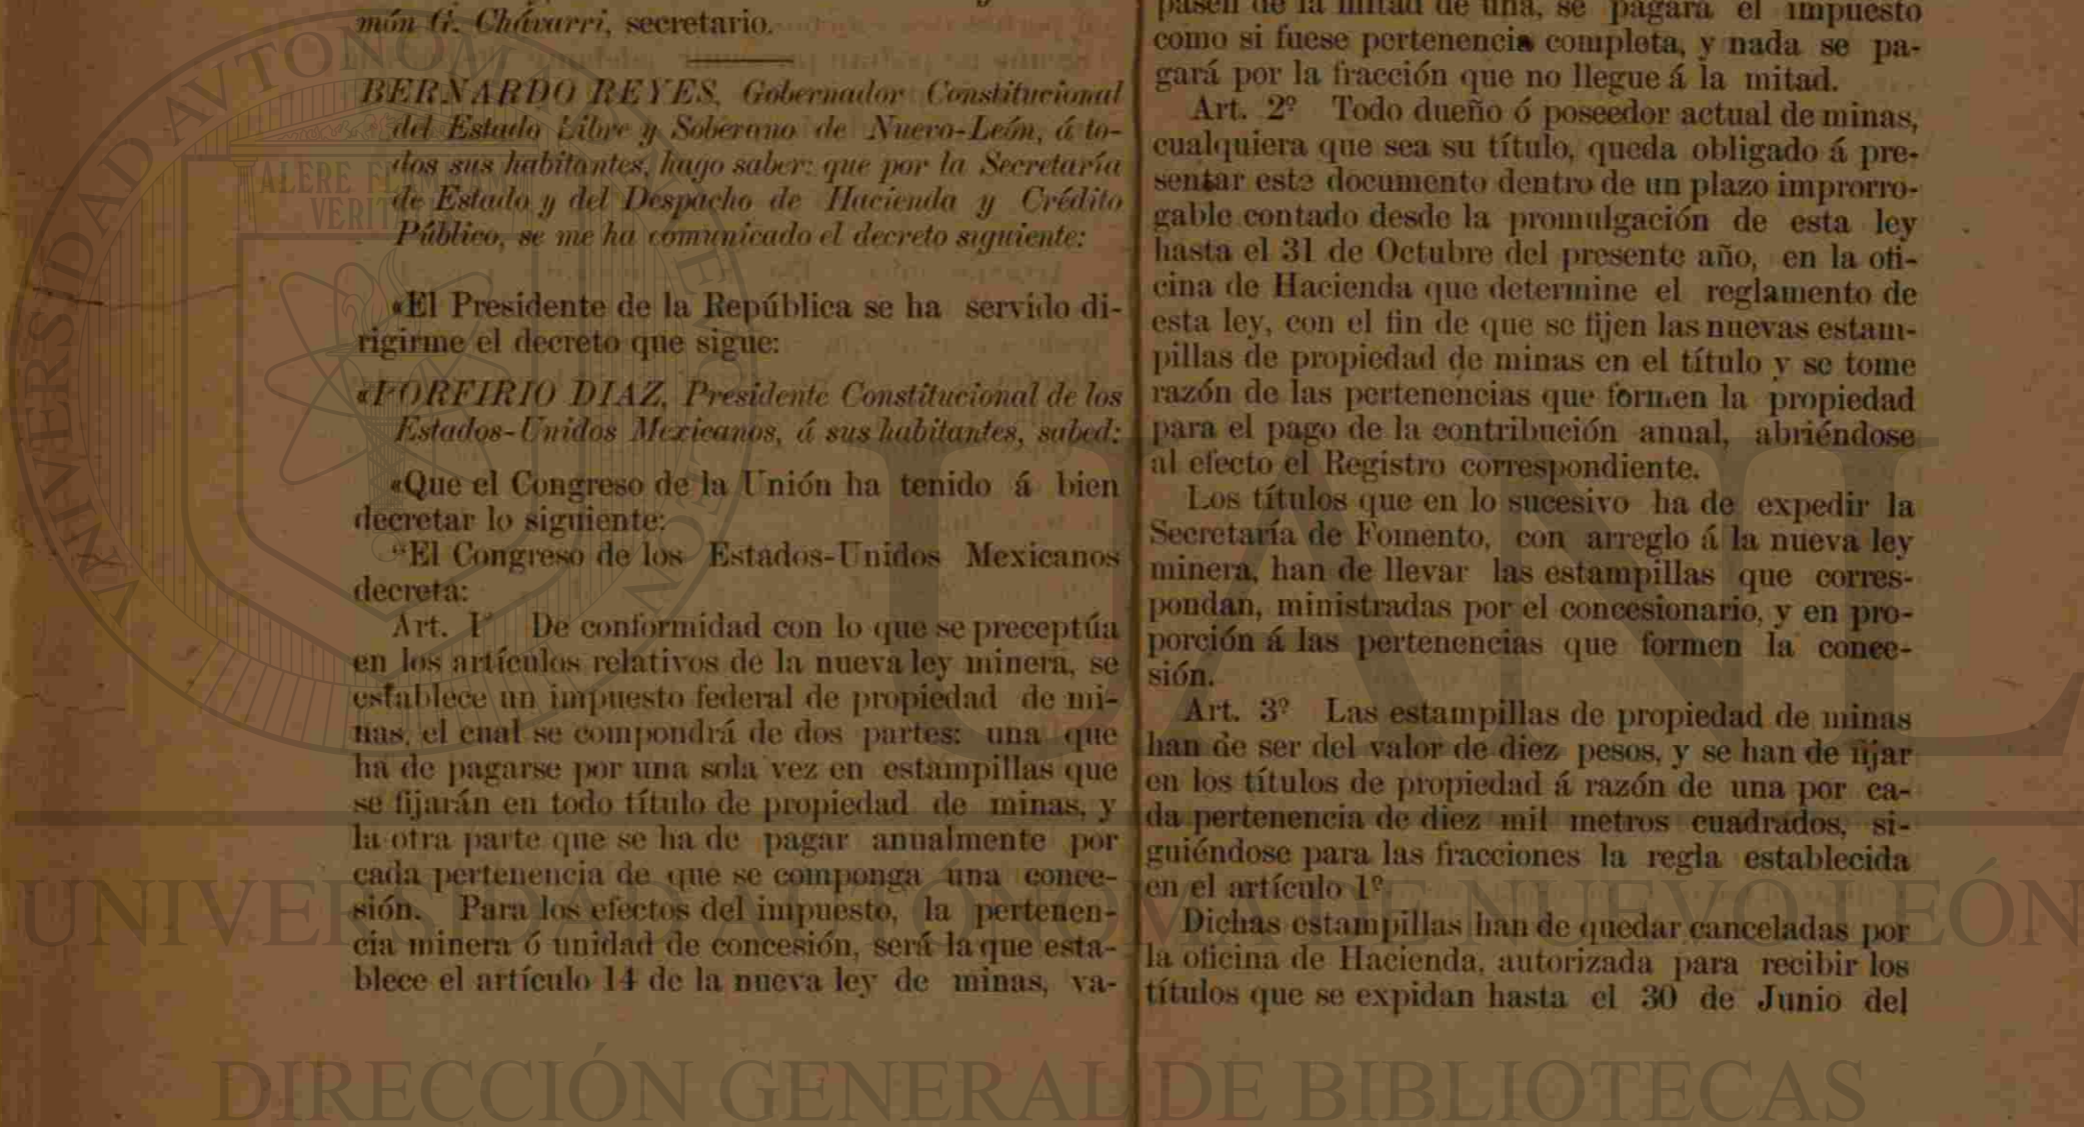 món G. Chávarri, secretario.
BERNARDO REYES, Gobernador Constitucional
del Estado Libre y Soberano de Nuevo-León, á to-
dos sus habitantes, hago saber: que por la Secretaría
de Estado y del Despacho de Hacienda y Crédito
Público, se me ha comunicado el decreto siguiente:
«El Presidente de la República se ha servido di-
rigirme el decreto que sigue:
«PORFIRIO DIAZ, Presidente Constitucional de los
Estados-Unidos Mexicanos, á sus habitantes, sabed:
«Que el Congreso de la Unión ha tenido á bien
decretar lo siguiente:
"El Congreso de los Estados-Unidos Mexicanos
decreta:
Art. 1º De conformidad con lo que se preceptúa
en los artículos relativos de la nueva ley minera, se
establece un impuesto federal de propiedad de mi-
nas, el cual se compondrá de dos partes: una que
ha de pagarse por una sola vez en estampillas que
se fijarán en todo título de propiedad de minas, y
la otra parte que se ha de pagar anualmente por
cada pertenencia de que se componga una conce-
sión. Para los efectos del impuesto, la pertenen-
cia minera ó unidad de concesión, será la que esta-
blece el artículo 14 de la nueva ley de minas, va-
pasen de la mitad de una, se pagará el impuesto
como si fuese pertenencia completa, y nada se pa-
gará por la fracción que no llegue á la mitad.
Art. 2º Todo dueño ó poseedor actual de minas,
cualquiera que sea su título, queda obligado á pre-
sentar este documento dentro de un plazo improrro-
gable contado desde la promulgación de esta ley
hasta el 31 de Octubre del presente año, en la ofi-
cina de Hacienda que determine el reglamento de
esta ley, con el fin de que se fijen las nuevas estam-
pillas de propiedad de minas en el título y se tome
razón de las pertenencias que formen la propiedad
para el pago de la contribución anual, abriéndose
al efecto el Registro correspondiente.
Los títulos que en lo sucesivo ha de expedir la
Secretaría de Fomento, con arreglo á la nueva ley
minera, han de llevar las estampillas que corres-
pondan, ministradas por el concesionario, y en pro-
porción á las pertenencias que formen la conce-
sión.
Art. 3º Las estampillas de propiedad de minas
han de ser del valor de diez pesos, y se han de fijar
en los títulos de propiedad á razón de una por ca-
da pertenencia de diez mil metros cuadrados, si-
guiéndose para las fracciones la regla establecida
en el artículo 1º
Dichas estampillas han de quedar canceladas por
la oficina de Hacienda, autorizada para recibir los
títulos que se expidan hasta el 30 de Junio del
UNIVERSIDAD AUTÓNOMA DE NUEVO LEÓN
ALERE
VERIT
UANL
UNIVERSIDAD AUTÓNOMA DE NUEVO LEÓN
DIRECCIÓN GENERAL DE BIBLIOTECAS